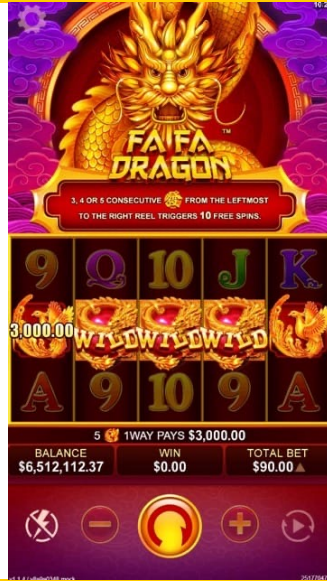 FA FA
DRAGON™
3, 4 OR 5 CONSECUTIVE FROM THE LEFTMOST
TO THE RIGHT REEL TRIGGERS 10 FREE SPINS.
9 Q 10 J K
3,000.00 WILD WILD WILD
A 9 10 9 A
5 1WAY PAYS $3,000.00
BALANCE WIN TOTAL BET
$6,512,112.37 $0.00 $90.00